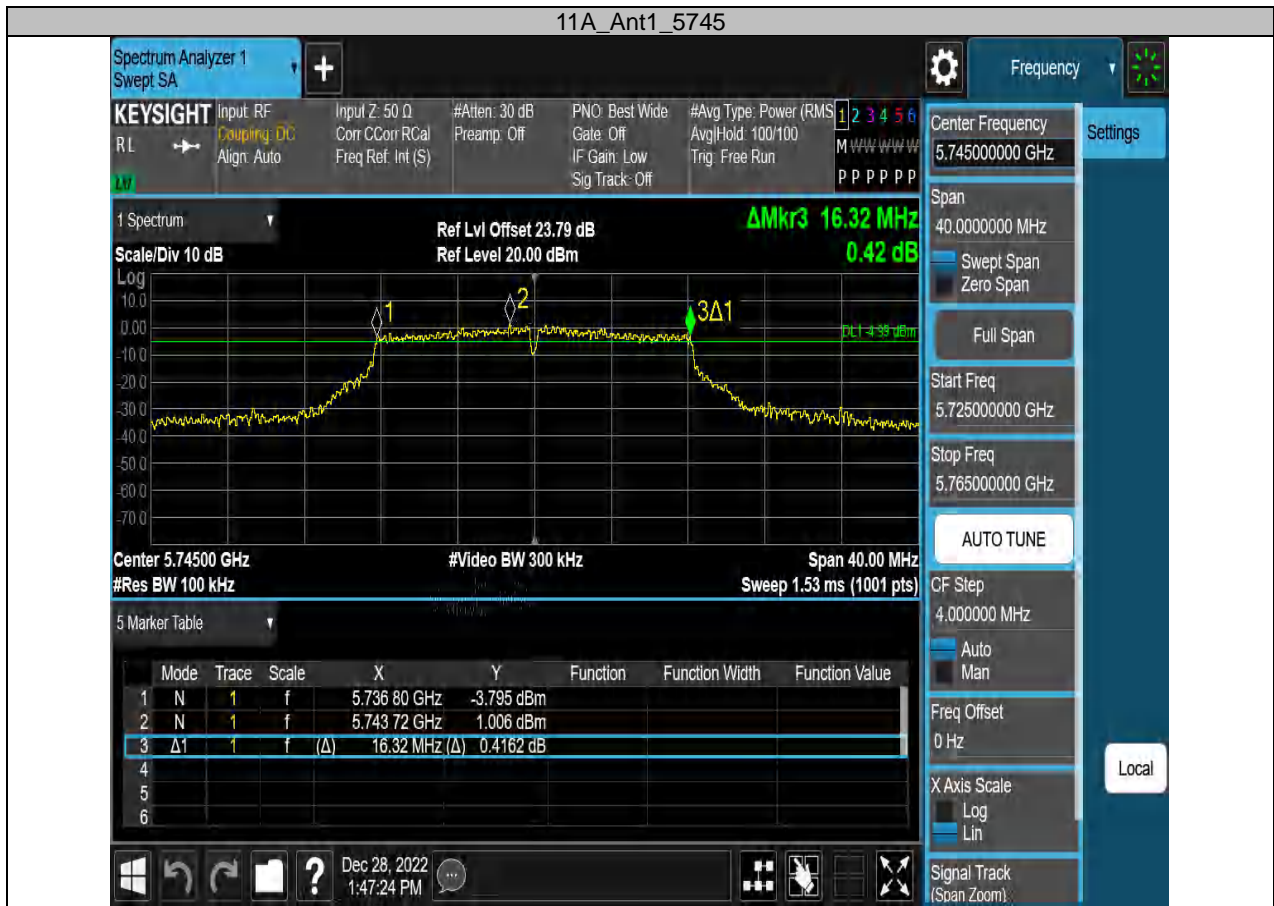 11A_Ant1_5745
Spectrum Analyzer 1
Swept SA
+
Frequency
KEYSIGHT
RL
Input: RF
Coupling: DC
Align: Auto
Input Z: 50 Ω
Corr CCorr RCal
Freq Ref: Int (S)
#Atten: 30 dB
Preamp: Off
PNO: Best Wide
Gate: Off
IF Gain: Low
Sig Track: Off
#Avg Type: Power (RMS
Avg|Hold: 100/100
Trig: Free Run
1 2 3 4 5 6
M W W W W W
P P P P P P
1 Spectrum
Scale/Div 10 dB
Ref Lvl Offset 23.79 dB
Ref Level 20.00 dBm
ΔMkr3 16.32 MHz
0.42 dB
Log
10.0
0.00
-10.0
-20.0
-30.0
-40.0
-50.0
-60.0
-70.0
1
2
3Δ1
DL1 -4.99 dBm
Center 5.74500 GHz
#Res BW 100 kHz
#Video BW 300 kHz
Span 40.00 MHz
Sweep 1.53 ms (1001 pts)
5 Marker Table
Mode Trace Scale X Y Function Function Width Function Value
1 N 1 f 5.736 80 GHz -3.795 dBm
2 N 1 f 5.743 72 GHz 1.006 dBm
3 Δ1 1 f (Δ) 16.32 MHz (Δ) 0.4162 dB
4
5
6
Dec 28, 2022
1:47:24 PM
?
Center Frequency
5.745000000 GHz
Settings
Span
40.0000000 MHz
Swept Span
Zero Span
Full Span
Start Freq
5.725000000 GHz
Stop Freq
5.765000000 GHz
AUTO TUNE
CF Step
4.000000 MHz
Auto
Man
Freq Offset
0 Hz
X Axis Scale
Log
Lin
Local
Signal Track
(Span Zoom)